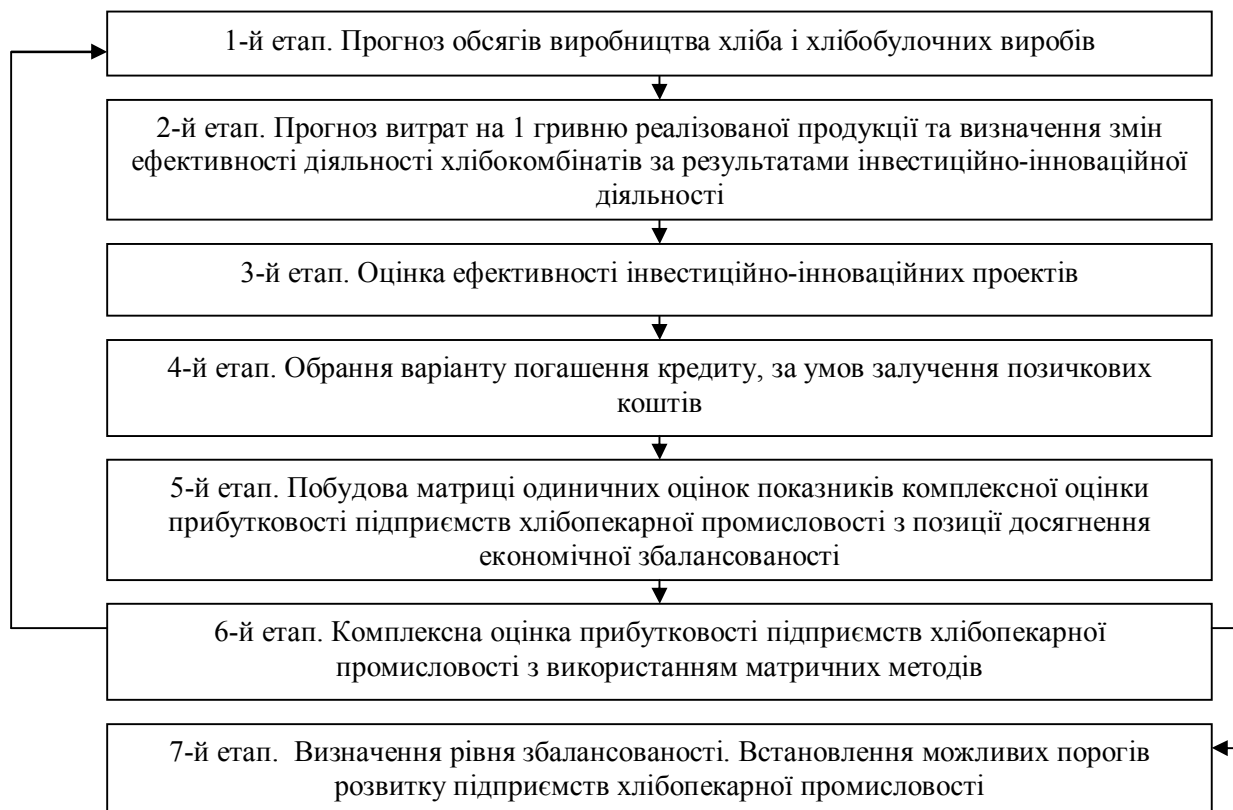 1-й етап. Прогноз обсягів виробництва хліба і хлібобулочних виробів
2-й етап. Прогноз витрат на 1 гривню реалізованої продукції та визначення змін
ефективності діяльності хлібокомбінатів за результатами інвестиційно-інноваційної
діяльності
3-й етап. Оцінка ефективності інвестиційно-інноваційних проектів
4-й етап. Обрання варіанту погашення кредиту, за умов залучення позичкових
коштів
5-й етап. Побудова матриці одиничних оцінок показників комплексної оцінки
прибутковості підприємств хлібопекарної промисловості з позиції досягнення
економічної збалансованості
6-й етап. Комплексна оцінка прибутковості підприємств хлібопекарної
промисловості з використанням матричних методів
7-й етап. Визначення рівня збалансованості. Встановлення можливих порогів
розвитку підприємств хлібопекарної промисловості